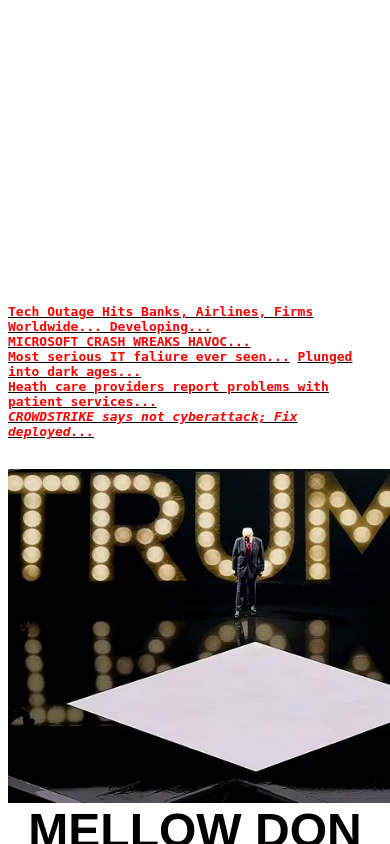 Tech Outage Hits Banks, Airlines, Firms
Worldwide... Developing...
MICROSOFT CRASH WREAKS HAVOC...
Most serious IT faliure ever seen... Plunged
into dark ages...
Heath care providers report problems with
patient services...
CROWDSTRIKE says not cyberattack; Fix
deployed...
TRUM
MELLOW DON